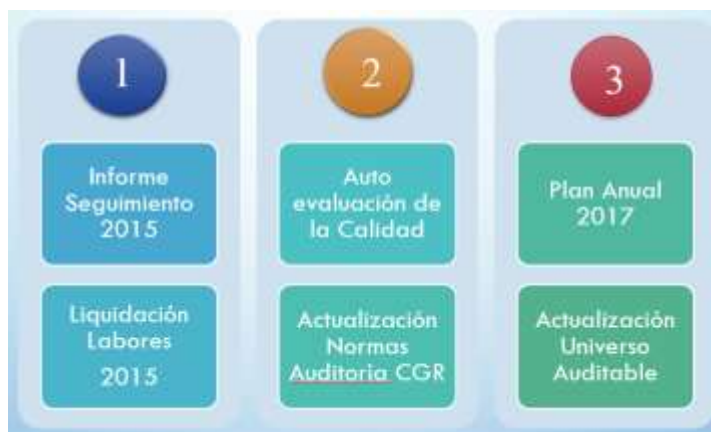 1
Informe
Seguimiento
2015
Liquidación
Labores
2015
2
Auto
evaluación de
la Calidad
Actualización
Normas
Auditoria CGR
3
Plan Anual
2017
Actualización
Universo
Auditable